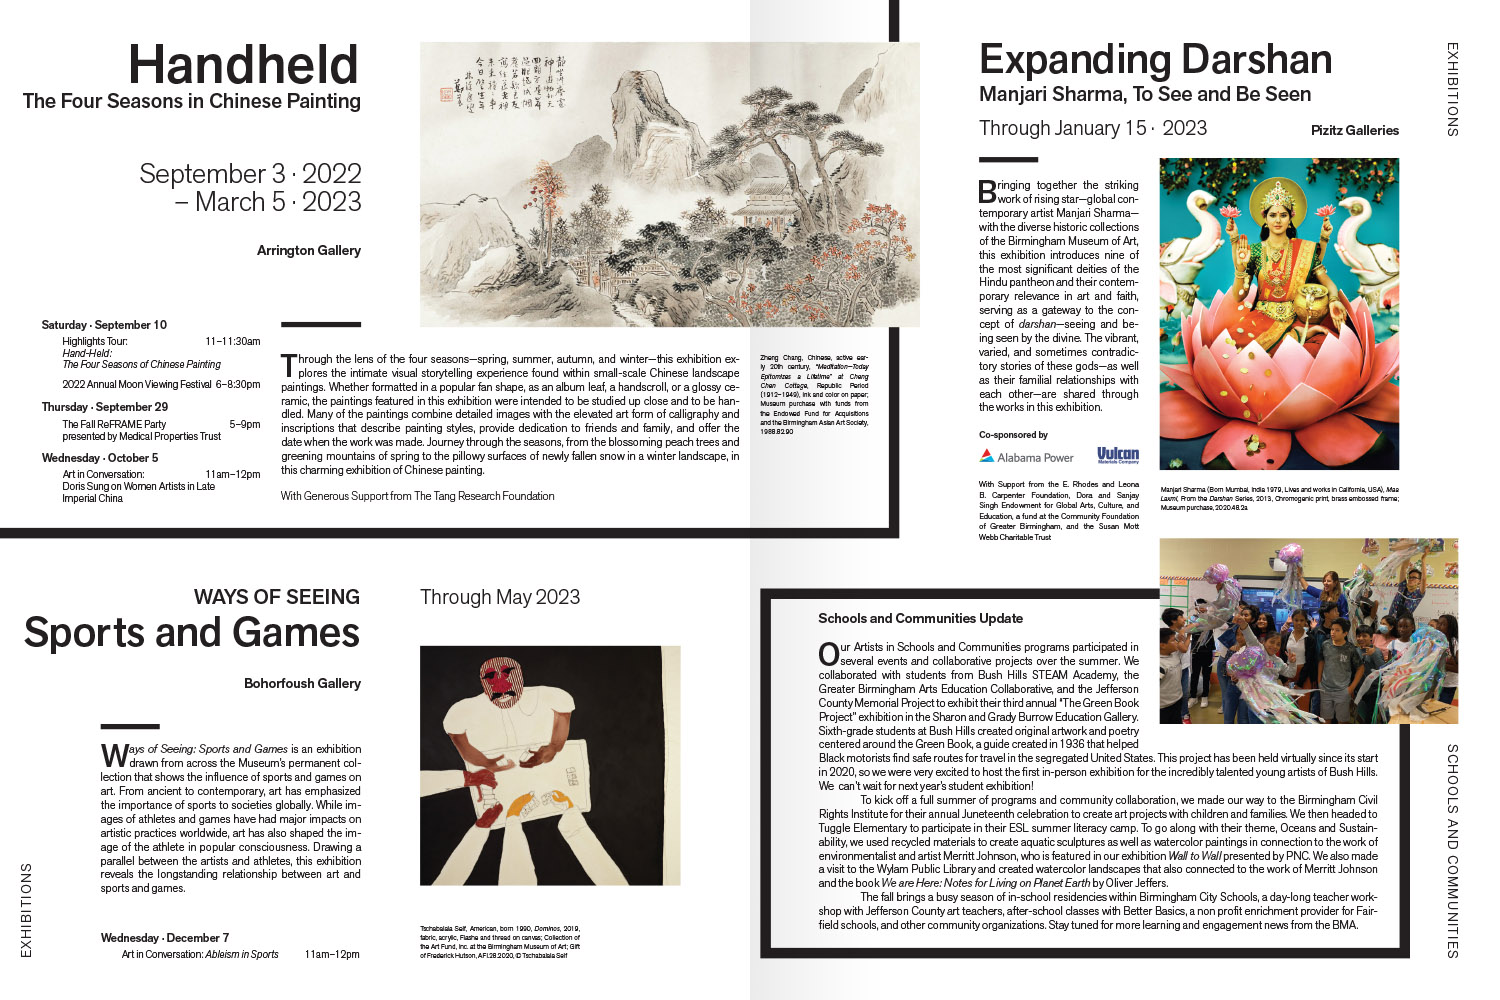 Handheld
The Four Seasons in Chinese Painting
September 3 · 2022
– March 5 · 2023
Arrington Gallery
Saturday · September 10
Highlights Tour: 11–11:30am
Hand-Held:
The Four Seasons of Chinese Painting
2022 Annual Moon Viewing Festival 6–8:30pm
Thursday · September 29
The Fall ReFRAME Party 5–9pm
presented by Medical Properties Trust
Wednesday · October 5
Art in Conversation: 11am–12pm
Doris Sung on Women Artists in Late
Imperial China
Through the lens of the four seasons—spring, summer, autumn, and winter—this exhibition ex-
plores the intimate visual storytelling experience found within small-scale Chinese landscape
paintings. Whether formatted in a popular fan shape, as an album leaf, a handscroll, or a glossy ce-
ramic, the paintings featured in this exhibition were intended to be studied up close and to be han-
dled. Many of the paintings combine detailed images with the elevated art form of calligraphy and
inscriptions that describe painting styles, provide dedication to friends and family, and offer the
date when the work was made. Journey through the seasons, from the blossoming peach trees and
greening mountains of spring to the pillowy surfaces of newly fallen snow in a winter landscape, in
this charming exhibition of Chinese painting.
With Generous Support from The Tang Research Foundation
Zheng Chang, Chinese, active ear-
ly 20th century, "Meditation—Today
Epitomizes a Lifetime" at Cheng
Chen Cottage, Republic Period
(1912–1949), ink and color on paper;
Museum purchase with funds from
the Endowed Fund for Acquisitions
and the Birmingham Asian Art Society,
1988.82.90
WAYS OF SEEING
Sports and Games
Bohorfoush Gallery
Through May 2023
Ways of Seeing: Sports and Games is an exhibition
drawn from across the Museum's permanent col-
lection that shows the influence of sports and games on
art. From ancient to contemporary, art has emphasized
the importance of sports to societies globally. While im-
ages of athletes and games have had major impacts on
artistic practices worldwide, art has also shaped the im-
age of the athlete in popular consciousness. Drawing a
parallel between the artists and athletes, this exhibition
reveals the longstanding relationship between art and
sports and games.
Wednesday · December 7
Art in Conversation: Ableism in Sports 11am–12pm
Tschabalala Self, American, born 1990, Dominos, 2019,
fabric, acrylic, Flashe and thread on canvas; Collection of
the Art Fund, Inc. at the Birmingham Museum of Art; Gift
of Frederick Hutson, AFI.28.2020, © Tschabalala Self
EXHIBITIONS
Expanding Darshan
Manjari Sharma, To See and Be Seen
Through January 15 · 2023
Pizitz Galleries
EXHIBITIONS
Bringing together the striking
work of rising star—global con-
temporary artist Manjari Sharma—
with the diverse historic collections
of the Birmingham Museum of Art,
this exhibition introduces nine of
the most significant deities of the
Hindu pantheon and their contem-
porary relevance in art and faith,
serving as a gateway to the con-
cept of darshan—seeing and be-
ing seen by the divine. The vibrant,
varied, and sometimes contradic-
tory stories of these gods—as well
as their familial relationships with
each other—are shared through
the works in this exhibition.
Co-sponsored by
Alabama Power
Vulcan
Materials Company
With Support from the E. Rhodes and Leona
B. Carpenter Foundation, Dora and Sanjay
Singh Endowment for Global Arts, Culture, and
Education, a fund at the Community Foundation
of Greater Birmingham, and the Susan Mott
Webb Charitable Trust
Manjari Sharma (Born Mumbai, India 1979, Lives and works in California, USA), Maa
Laxmi, From the Darshan Series, 2013, Chromogenic print, brass embossed frame;
Museum purchase, 2020.48.2a
Schools and Communities Update
Our Artists in Schools and Communities programs participated in
several events and collaborative projects over the summer. We
collaborated with students from Bush Hills STEAM Academy, the
Greater Birmingham Arts Education Collaborative, and the Jefferson
County Memorial Project to exhibit their third annual "The Green Book
Project" exhibition in the Sharon and Grady Burrow Education Gallery.
Sixth-grade students at Bush Hills created original artwork and poetry
centered around the Green Book, a guide created in 1936 that helped
Black motorists find safe routes for travel in the segregated United States. This project has been held virtually since its start
in 2020, so we were very excited to host the first in-person exhibition for the incredibly talented young artists of Bush Hills.
We can't wait for next year's student exhibition!
To kick off a full summer of programs and community collaboration, we made our way to the Birmingham Civil
Rights Institute for their annual Juneteenth celebration to create art projects with children and families. We then headed to
Tuggle Elementary to participate in their ESL summer literacy camp. To go along with their theme, Oceans and Sustain-
ability, we used recycled materials to create aquatic sculptures as well as watercolor paintings in connection to the work of
environmentalist and artist Merritt Johnson, who is featured in our exhibition Wall to Wall presented by PNC. We also made
a visit to the Wylam Public Library and created watercolor landscapes that also connected to the work of Merritt Johnson
and the book We are Here: Notes for Living on Planet Earth by Oliver Jeffers.
The fall brings a busy season of in-school residencies within Birmingham City Schools, a day-long teacher work-
shop with Jefferson County art teachers, after-school classes with Better Basics, a non profit enrichment provider for Fair-
field schools, and other community organizations. Stay tuned for more learning and engagement news from the BMA.
SCHOOLS AND COMMUNITIES